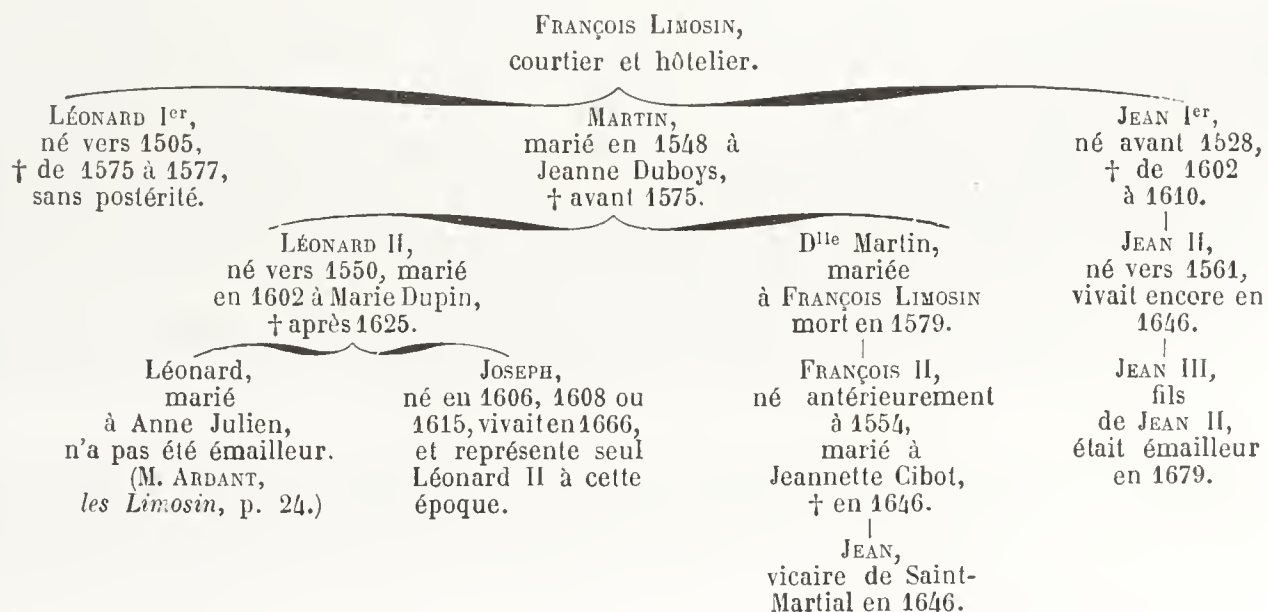 FRANÇOIS LIMOSIN,
courtier et hôtelier.
LÉONARD Ier,
né vers 1505,
† de 1575 à 1577,
sans postérité.
MARTIN,
marié en 1548 à
Jeanne Duboys,
† avant 1575.
JEAN Ier,
né avant 1528,
† de 1602
à 1610.
LÉONARD II,
né vers 1550, marié
en 1602 à Marie Dupin,
† après 1625.
Dlle Martin,
mariée
à FRANÇOIS LIMOSIN
mort en 1579.
JEAN II,
né vers 1561,
vivait encore en
1646.
Léonard,
marié
à Anne Julien,
n'a pas été émailleur.
(M. ARDANT,
les Limosin, p. 24.)
JOSEPH,
né en 1606, 1608 ou
1615, vivait en 1666,
et représente seul
Léonard II à cette
époque.
FRANÇOIS II,
né antérieurement
à 1554,
marié à
Jeannette Cibot,
† en 1646.
JEAN III,
fils
de JEAN II,
était émailleur
en 1679.
JEAN,
vicaire de Saint-
Martial en 1646.